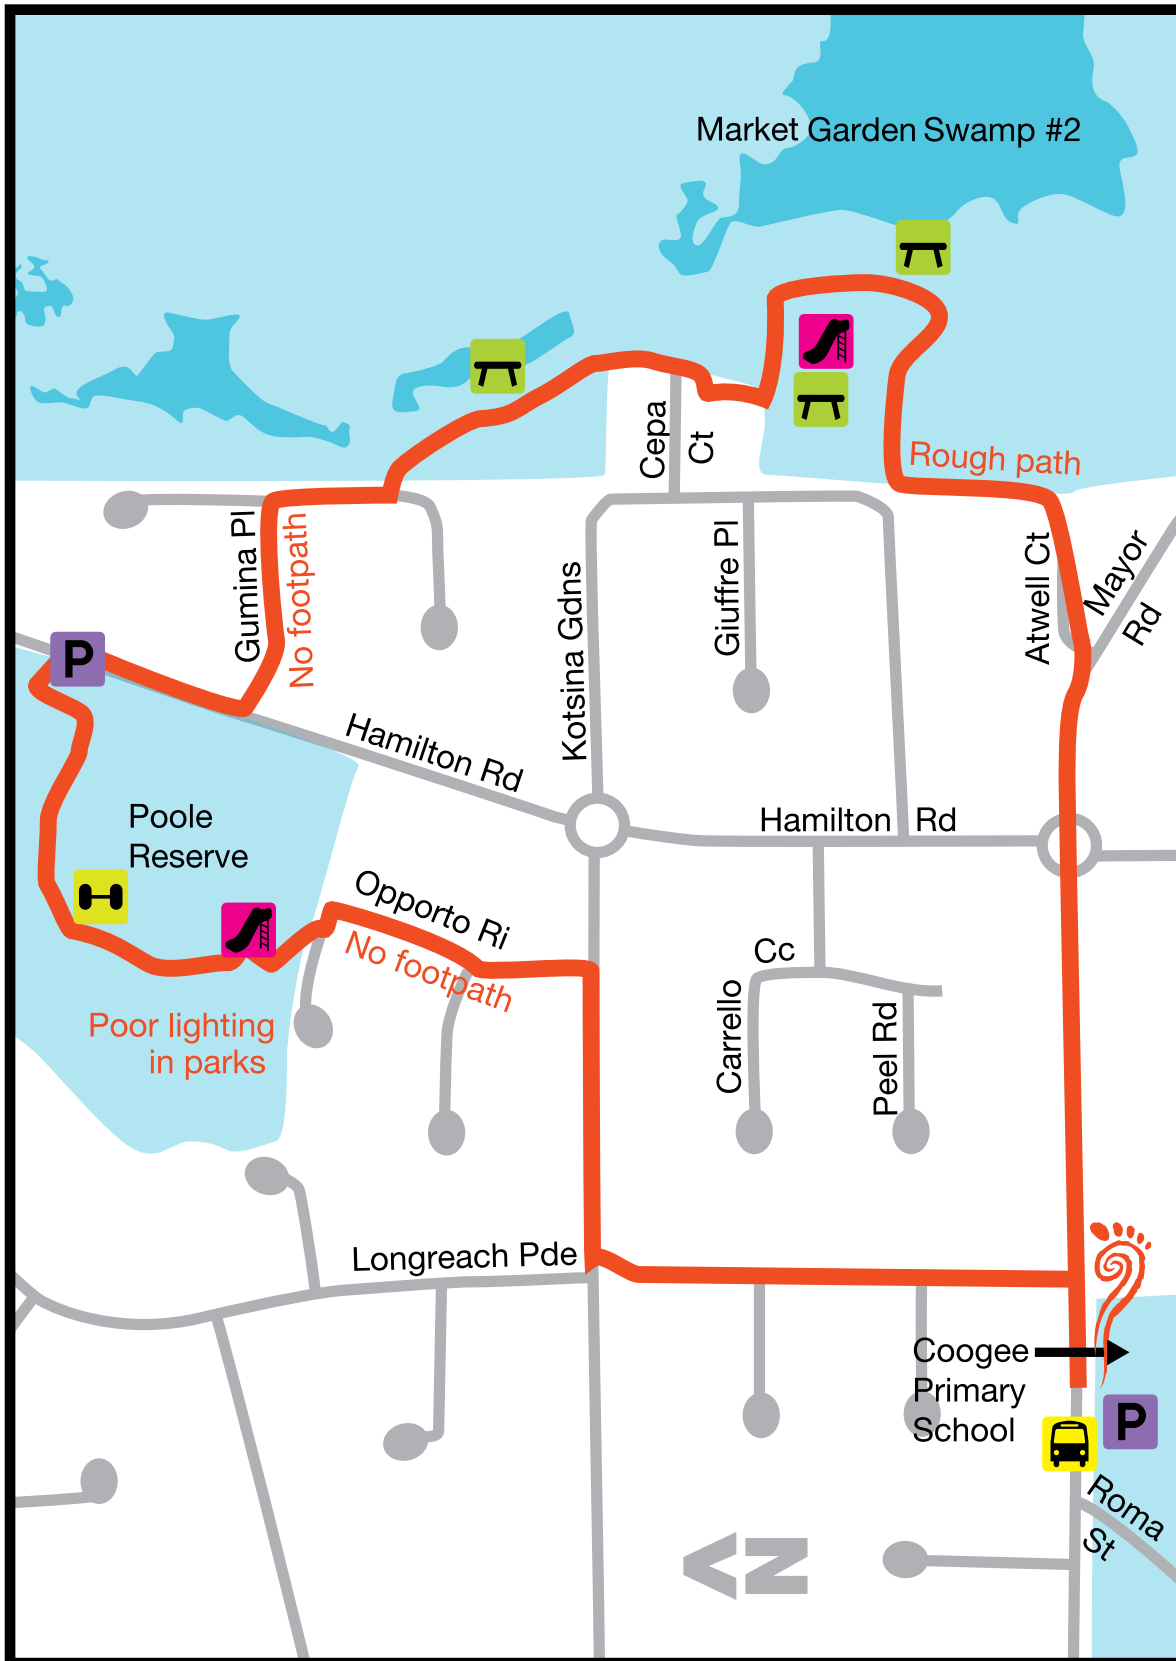 Market Garden Swamp #2
Cepa
Ct
Rough path
Gumina Pl
No footpath
Kotsina Gdns
Giuffre Pl
Atwell Ct
Mayor
Rd
P
Hamilton Rd
Hamilton Rd
Poole
Reserve
Opporto Ri
No footpath
Cc
Carrello
Peel Rd
Poor lighting
in parks
Longreach Pde
Coogee
Primary
School
P
Roma
St
N